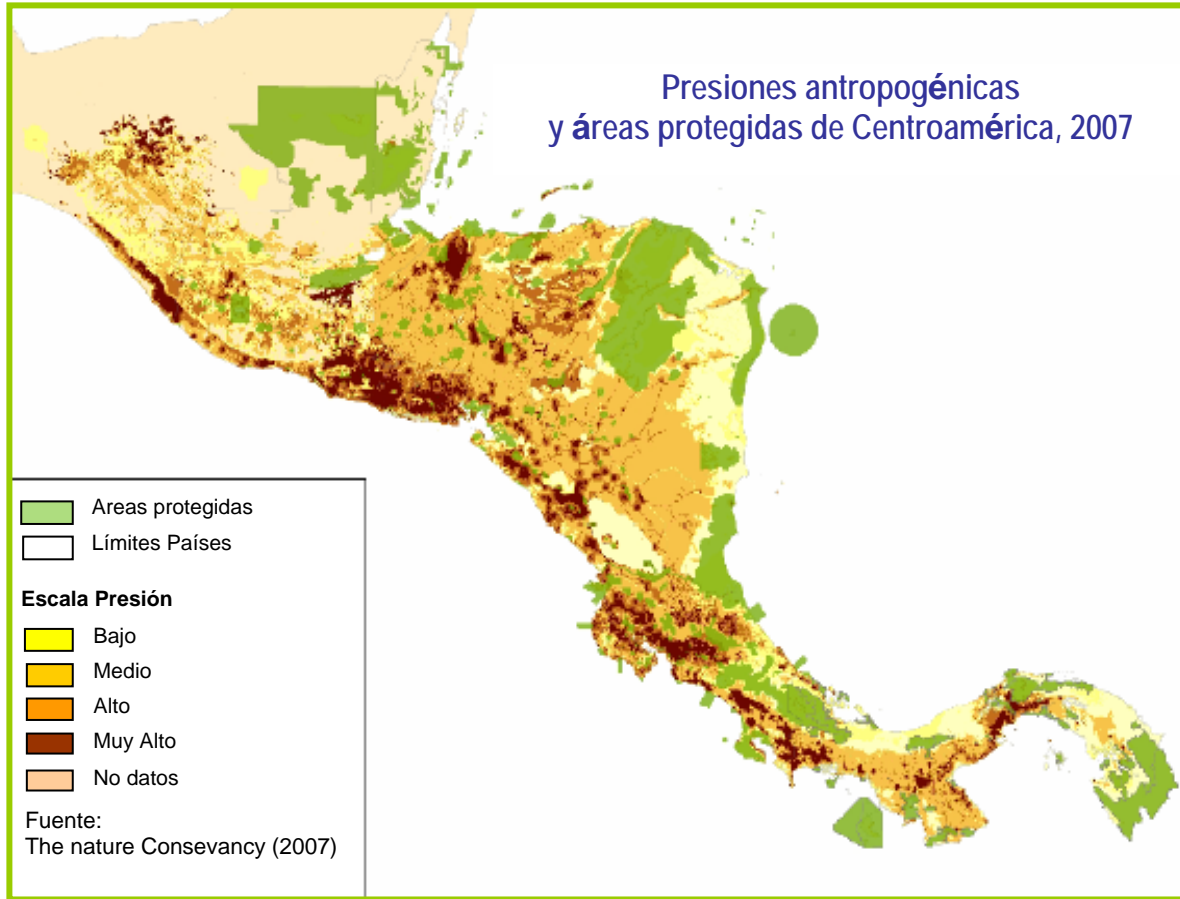 Presiones antropogénicas
y áreas protegidas de Centroamérica, 2007
Areas protegidas
Límites Países
Escala Presión
Bajo
Medio
Alto
Muy Alto
No datos
Fuente:
The nature Consevancy (2007)